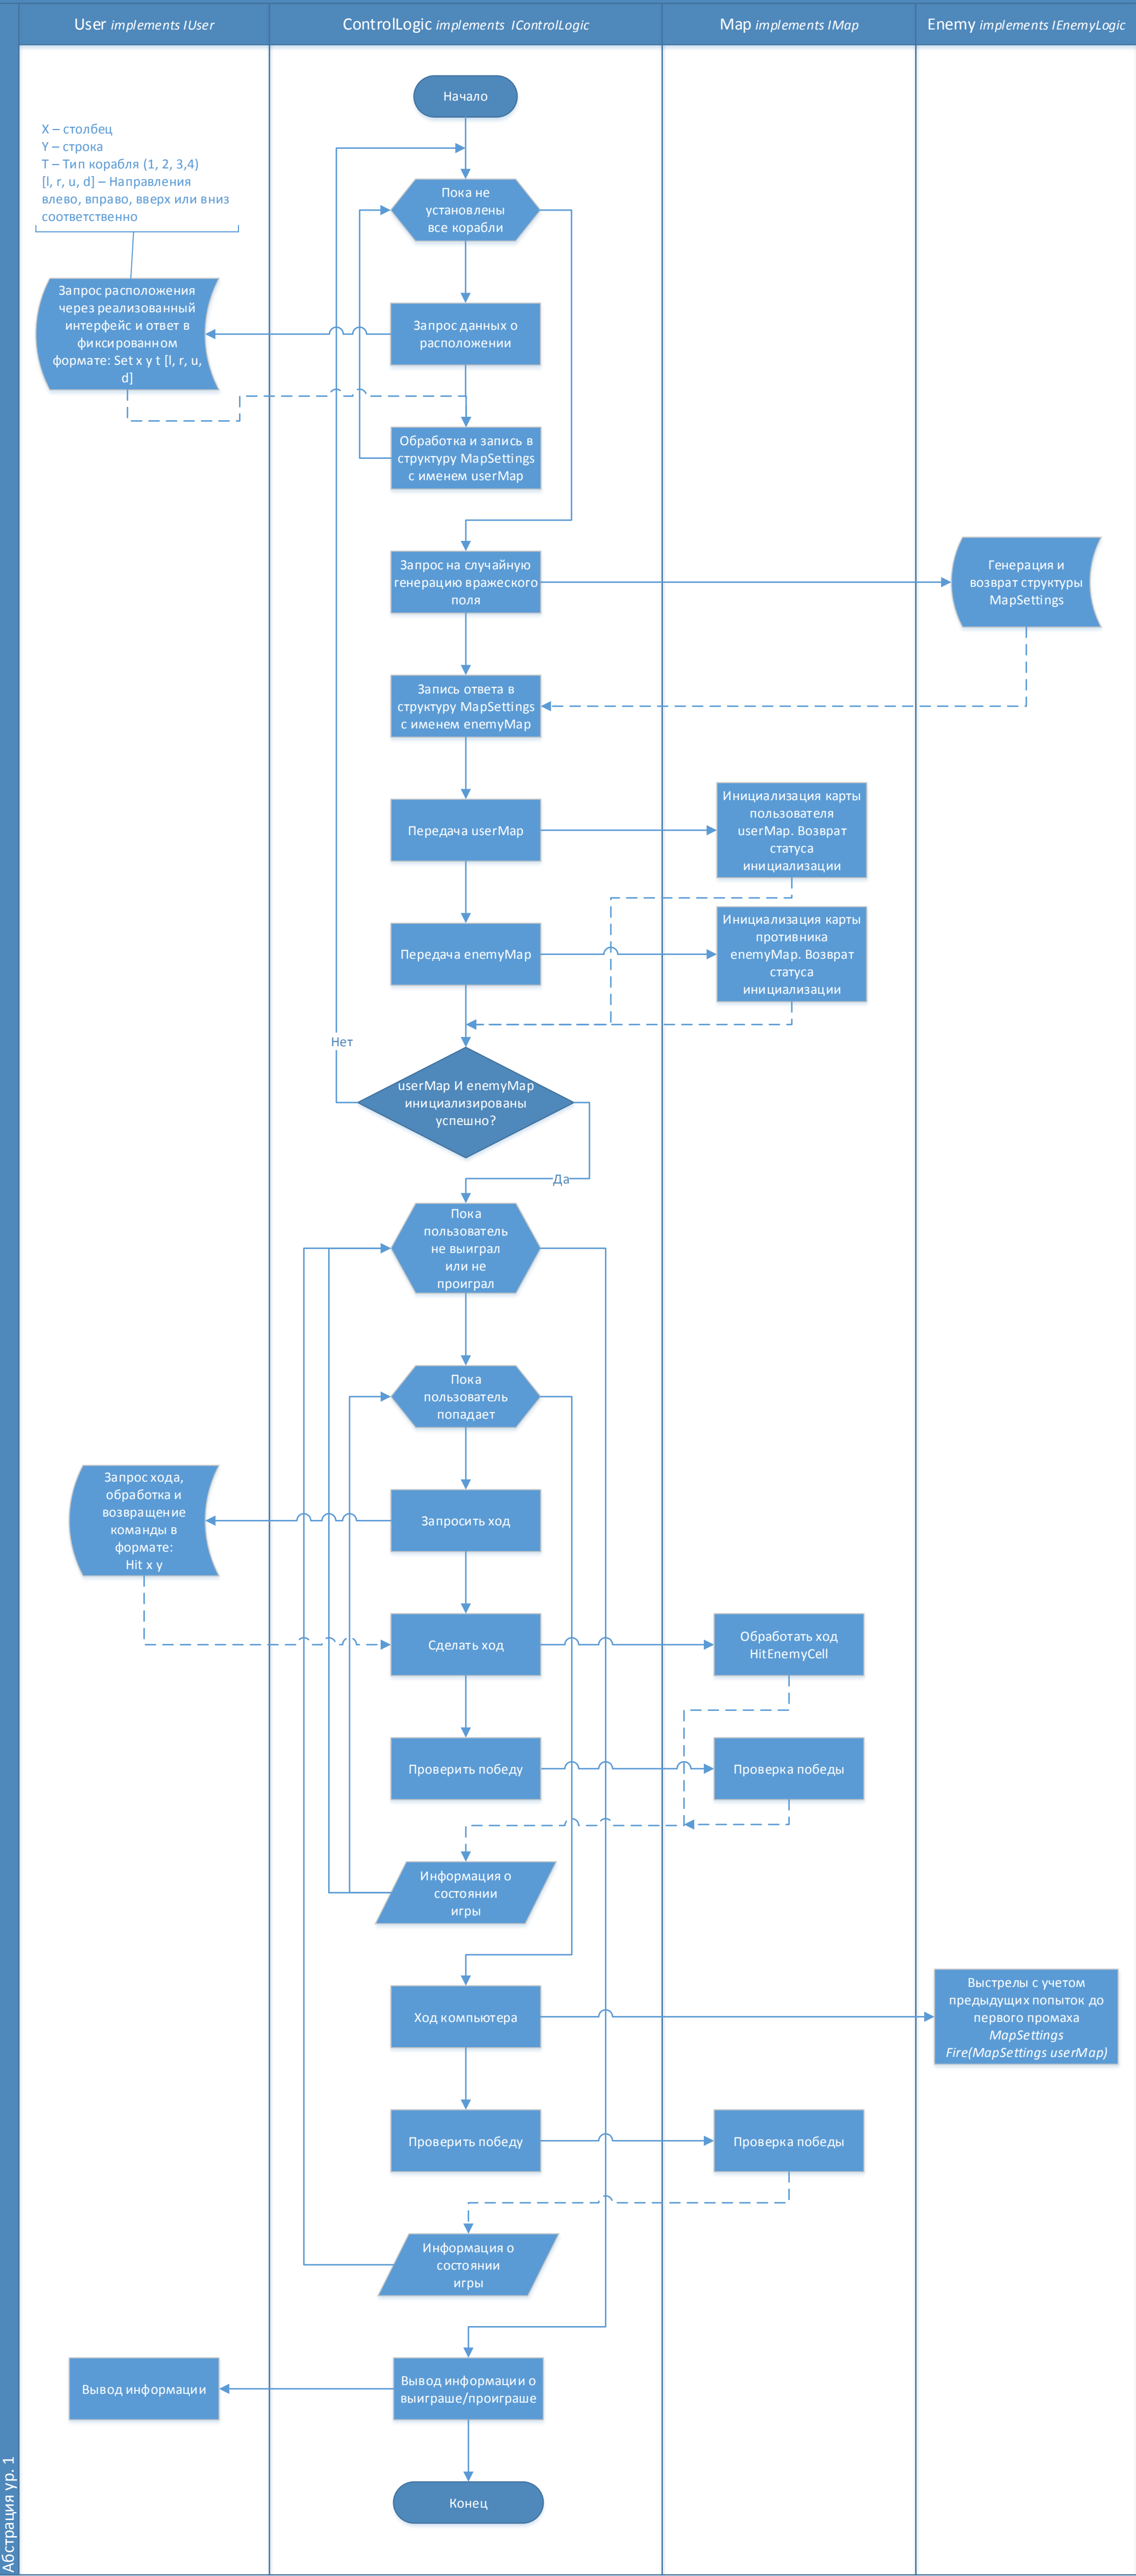 User implements IUser
ControlLogic implements IControlLogic
Map implements IMap
Enemy implements IEnemyLogic
Начало
X – столбец
Y – строка
T – Тип корабля (1, 2, 3,4)
[l, r, u, d] – Направления
влево, вправо, вверх или вниз
соответственно
Пока не
установлены
все корабли
Запрос расположения
через реализованный
интерфейс и ответ в
фиксированном
формате: Set x y t [l, r, u,
d]
Запрос данных о
расположении
Обработка и запись в
структуру MapSettings
с именем userMap
Запрос на случайную
генерацию вражеского
поля
Генерация и
возврат структуры
MapSettings
Запись ответа в
структуру MapSettings
с именем enemyMap
Передача userMap
Инициализация карты
пользователя
userMap. Возврат
статуса
инициализации
Передача enemyMap
Инициализация карты
противника
enemyMap. Возврат
статуса
инициализации
Нет
userMap И enemyMap
инициализированы
успешно?
Да
Пока
пользователь
не выиграл
или не
проиграл
Пока
пользователь
попадает
Запрос хода,
обработка и
возвращение
команды в
формате:
Hit x y
Запросить ход
Сделать ход
Обработать ход
HitEnemyCell
Проверить победу
Проверка победы
Информация о
состоянии
игры
Ход компьютера
Выстрелы с учетом
предыдущих попыток до
первого промаха
MapSettings
Fire(MapSettings userMap)
Проверить победу
Проверка победы
Информация о
состоянии
игры
Вывод информации
Вывод информации о
выиграше/проиграше
Конец
Абстрация ур. 1